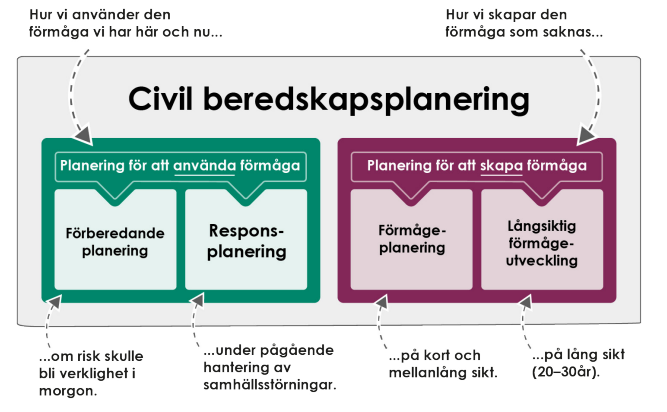 Hur vi använder den
förmåga vi har här och nu...
Hur vi skapar den
förmåga som saknas...
Civil beredskapsplanering
Planering för att använda förmåga
Planering för att skapa förmåga
Förberedande
planering
Respons-
planering
Förmåge-
planering
Långsiktig
förmåge-
utveckling
...om risk skulle
bli verklighet i
morgon.
...under pågående
hantering av
samhällsstörningar.
...på kort och
mellanlång sikt.
...på lång sikt
(20–30år).